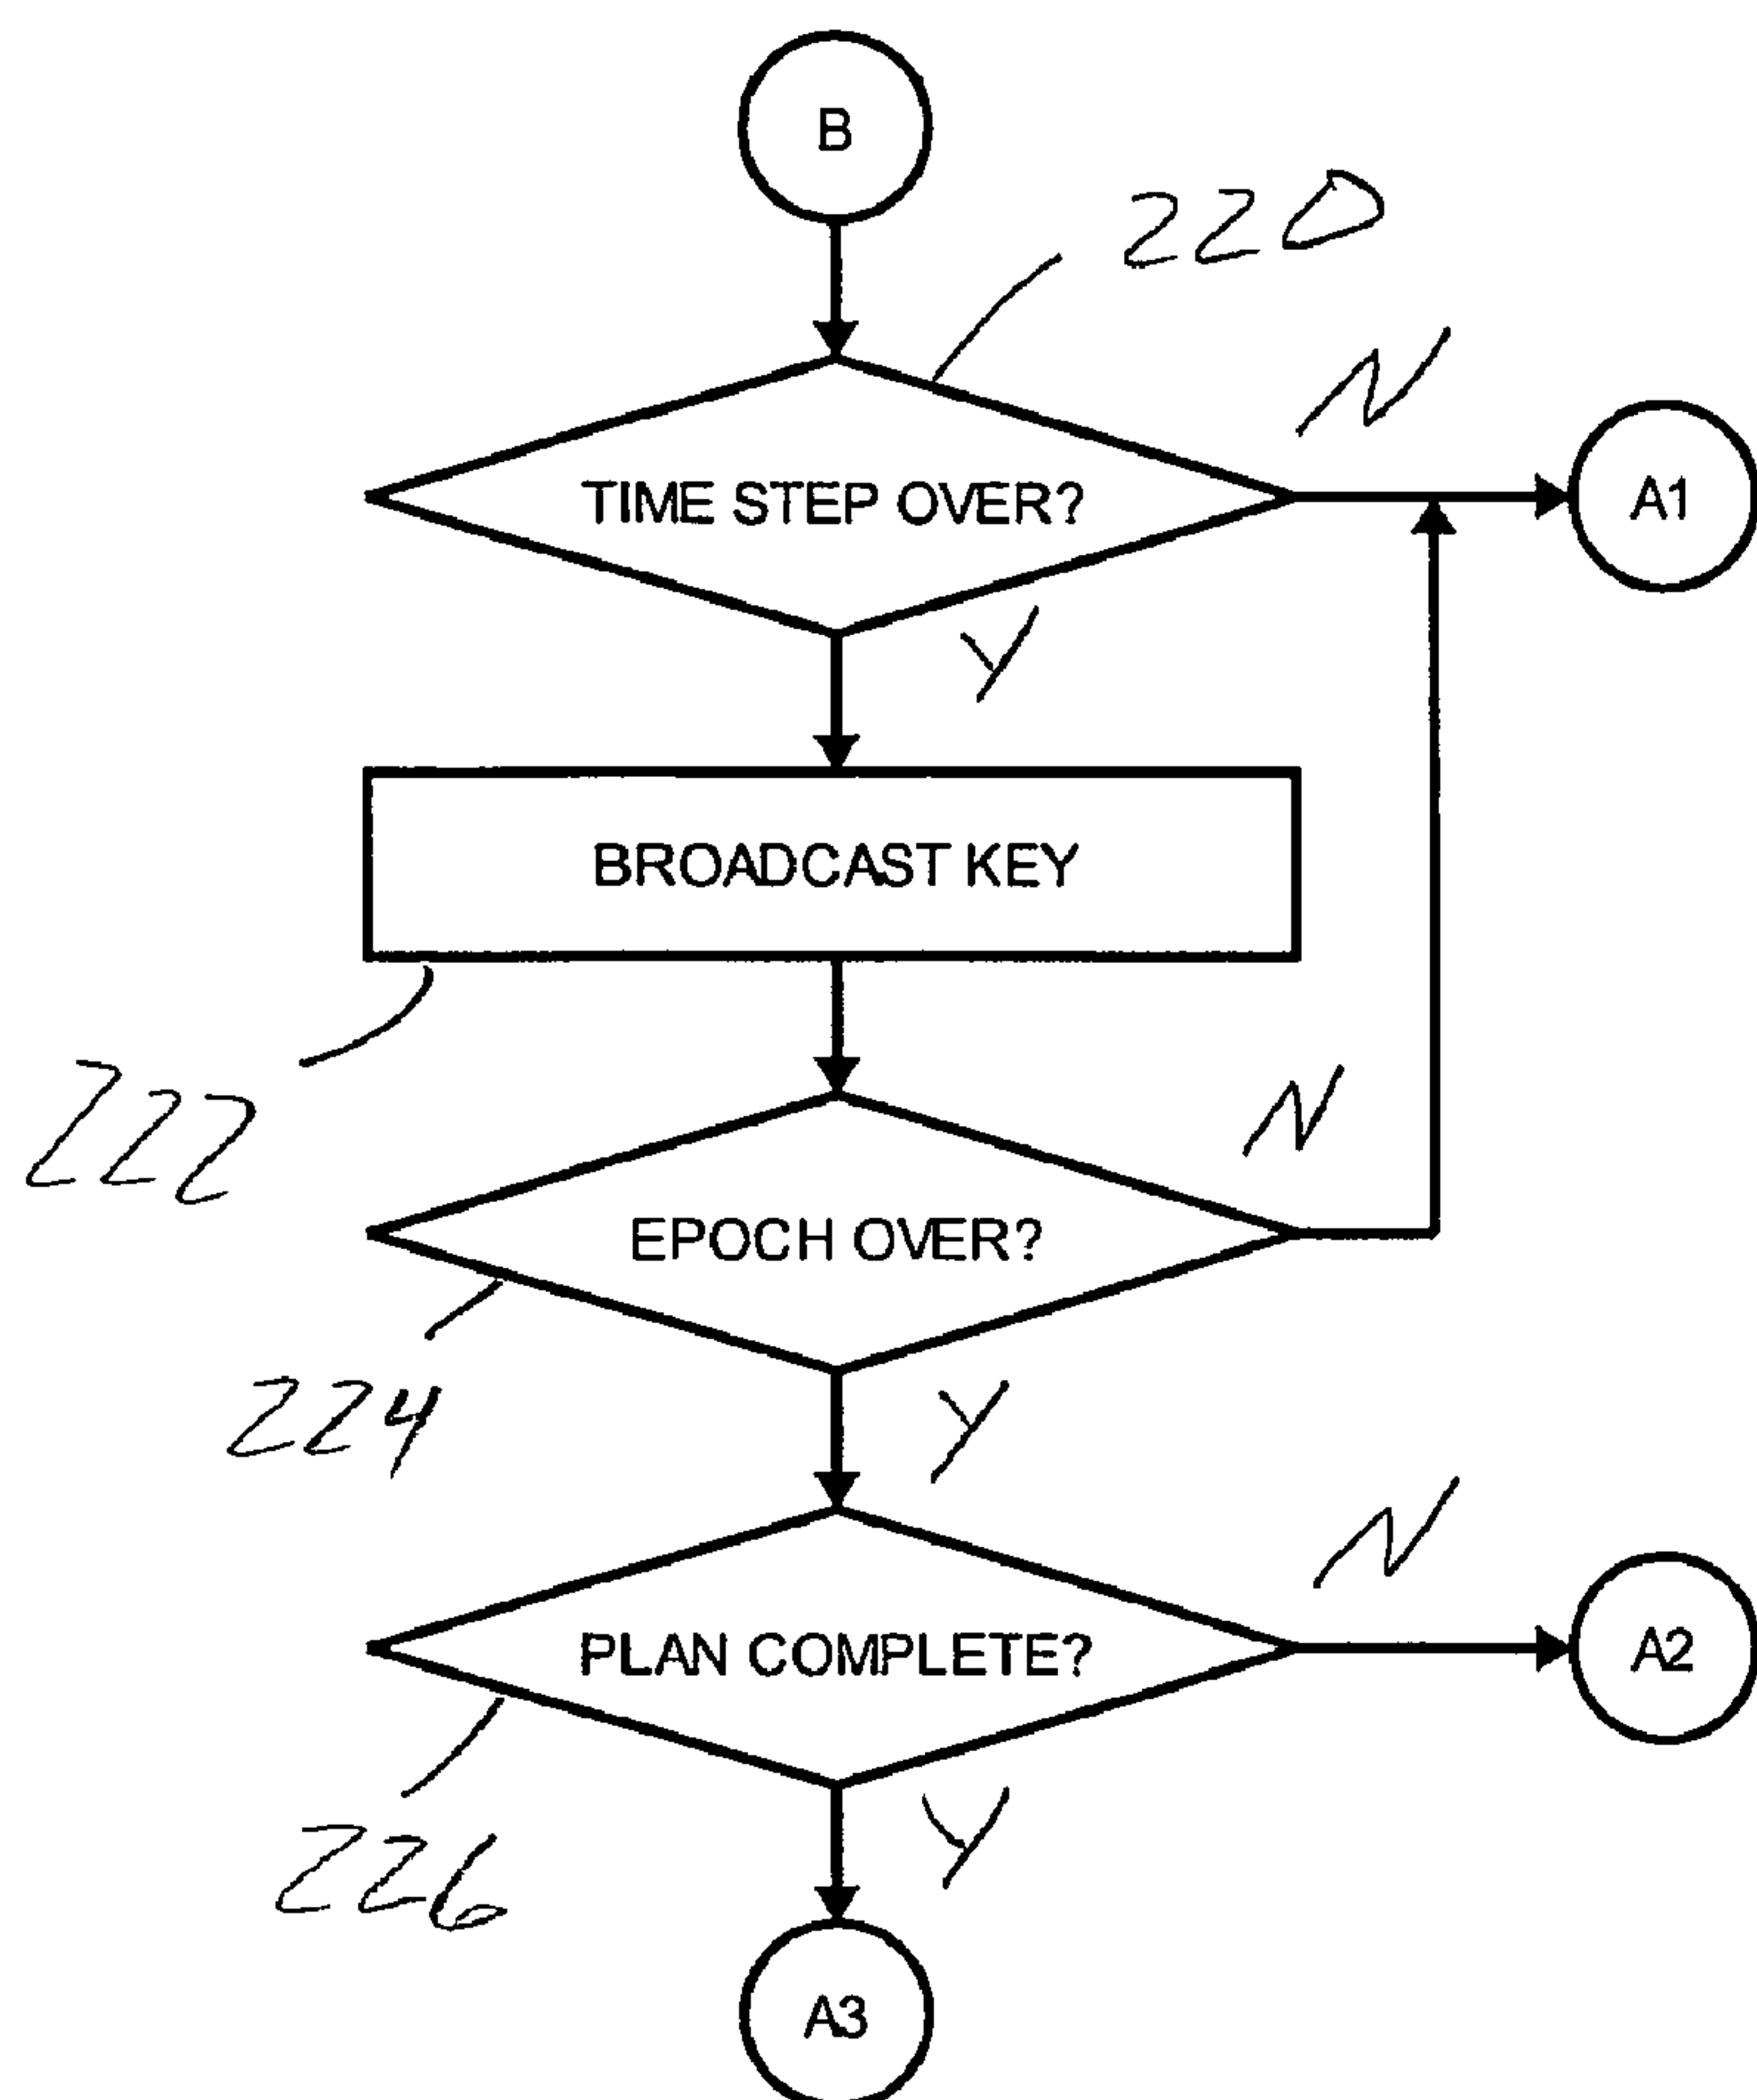 B
220
N
TIME STEP OVER?
A1
Y
BROADCAST KEY
222
N
EPOCH OVER?
224
Y
N
PLAN COMPLETE?
A2
Y
226
A3